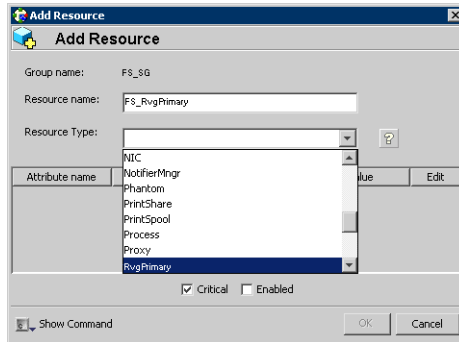 Add Resource
Add Resource
Group name: FS_SG
Resource name: FS_RvgPrimary
Resource Type:
NIC
NotifierMngr
Phantom
PrintShare
PrintSpool
Process
Proxy
RvgPrimary
Attribute name Edit
Critical Enabled
Show Command OK Cancel